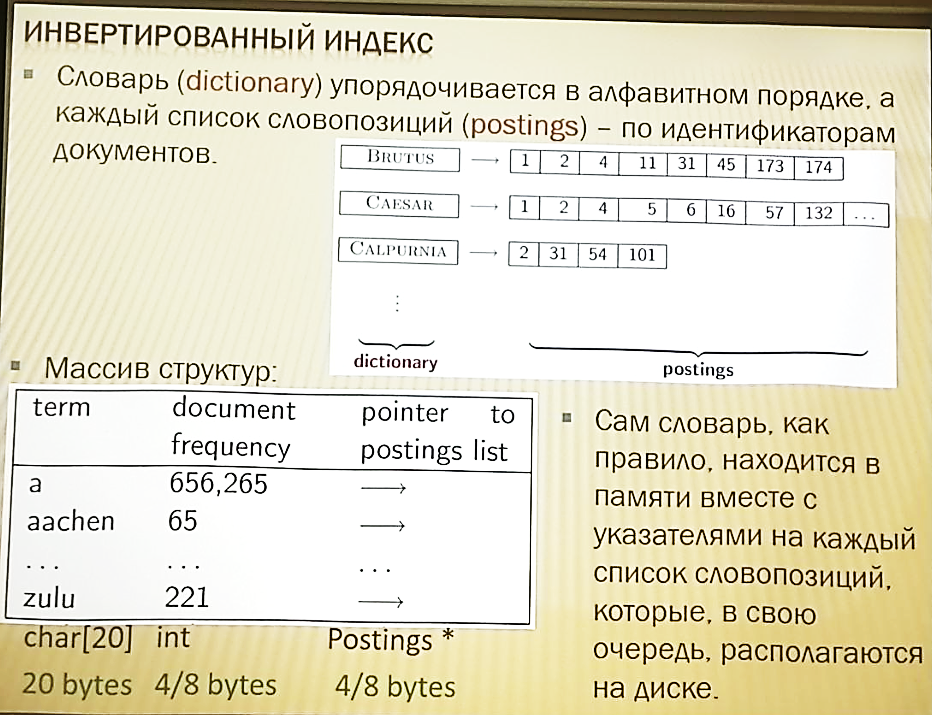 ИНВЕРТИРОВАННЫЙ ИНДЕКС
Словарь (dictionary) упорядочивается в алфавитном порядке, а
каждый список словопозиций (postings) – по идентификаторам
документов.
BRUTUS → 1 2 4 11 31 45 173 174
CAESAR → 1 2 4 5 6 16 57 132 ...
CALPURNIA → 2 31 54 101
⋮
dictionary postings
Массив структур:
term document pointer to
frequency postings list
a 656,265 →
aachen 65 →
... ... ...
zulu 221 →
char[20] int Postings *
20 bytes 4/8 bytes 4/8 bytes
Сам словарь, как
правило, находится в
памяти вместе с
указателями на каждый
список словопозиций,
которые, в свою
очередь, располагаются
на диске.